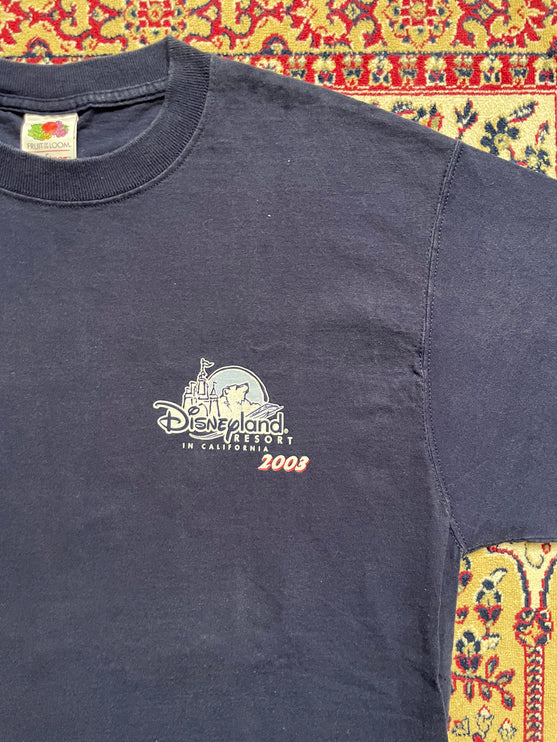 FRUIT OF THE LOOM
Disneyland®
RESORT
IN CALIFORNIA
2003